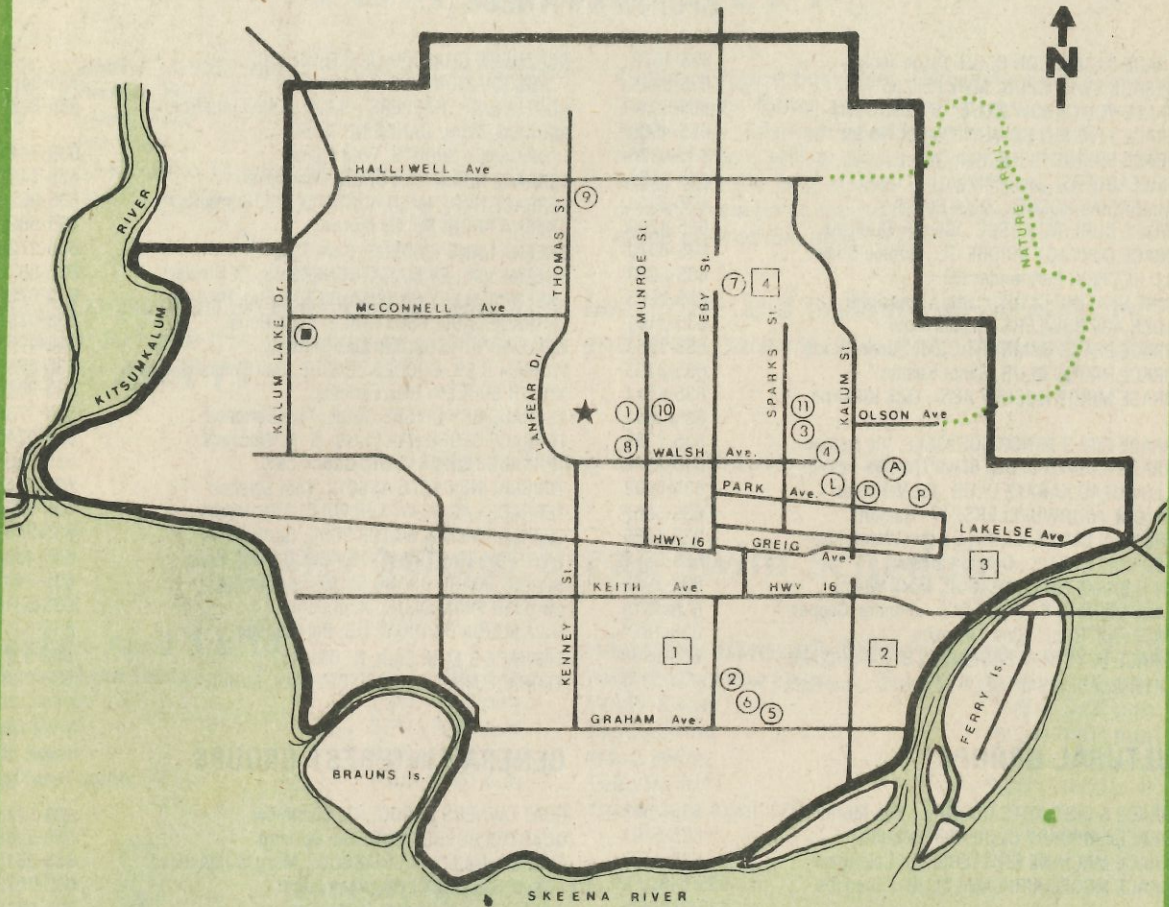 N
HALLIWELL Ave
THOMAS St.
9
MUNROE St.
EBY St.
7
4
NATURE TRAIL
RIVER
KITSUMKALUM
KALUM LAKE Dr.
McCONNELL Ave
LANFEAR Dr.
SPARKS St.
KALUM St.
1
10
11
3
OLSON Ave
8
WALSH Ave.
4
A
PARK Ave.
L
D
P
HWY 16
GREIG Ave.
LAKELSE Ave
3
KENNEY St.
KEITH Ave.
HWY 16
1
2
2
6
5
GRAHAM Ave.
FERRY Is.
BRAUNS Is.
SKEENA RIVER